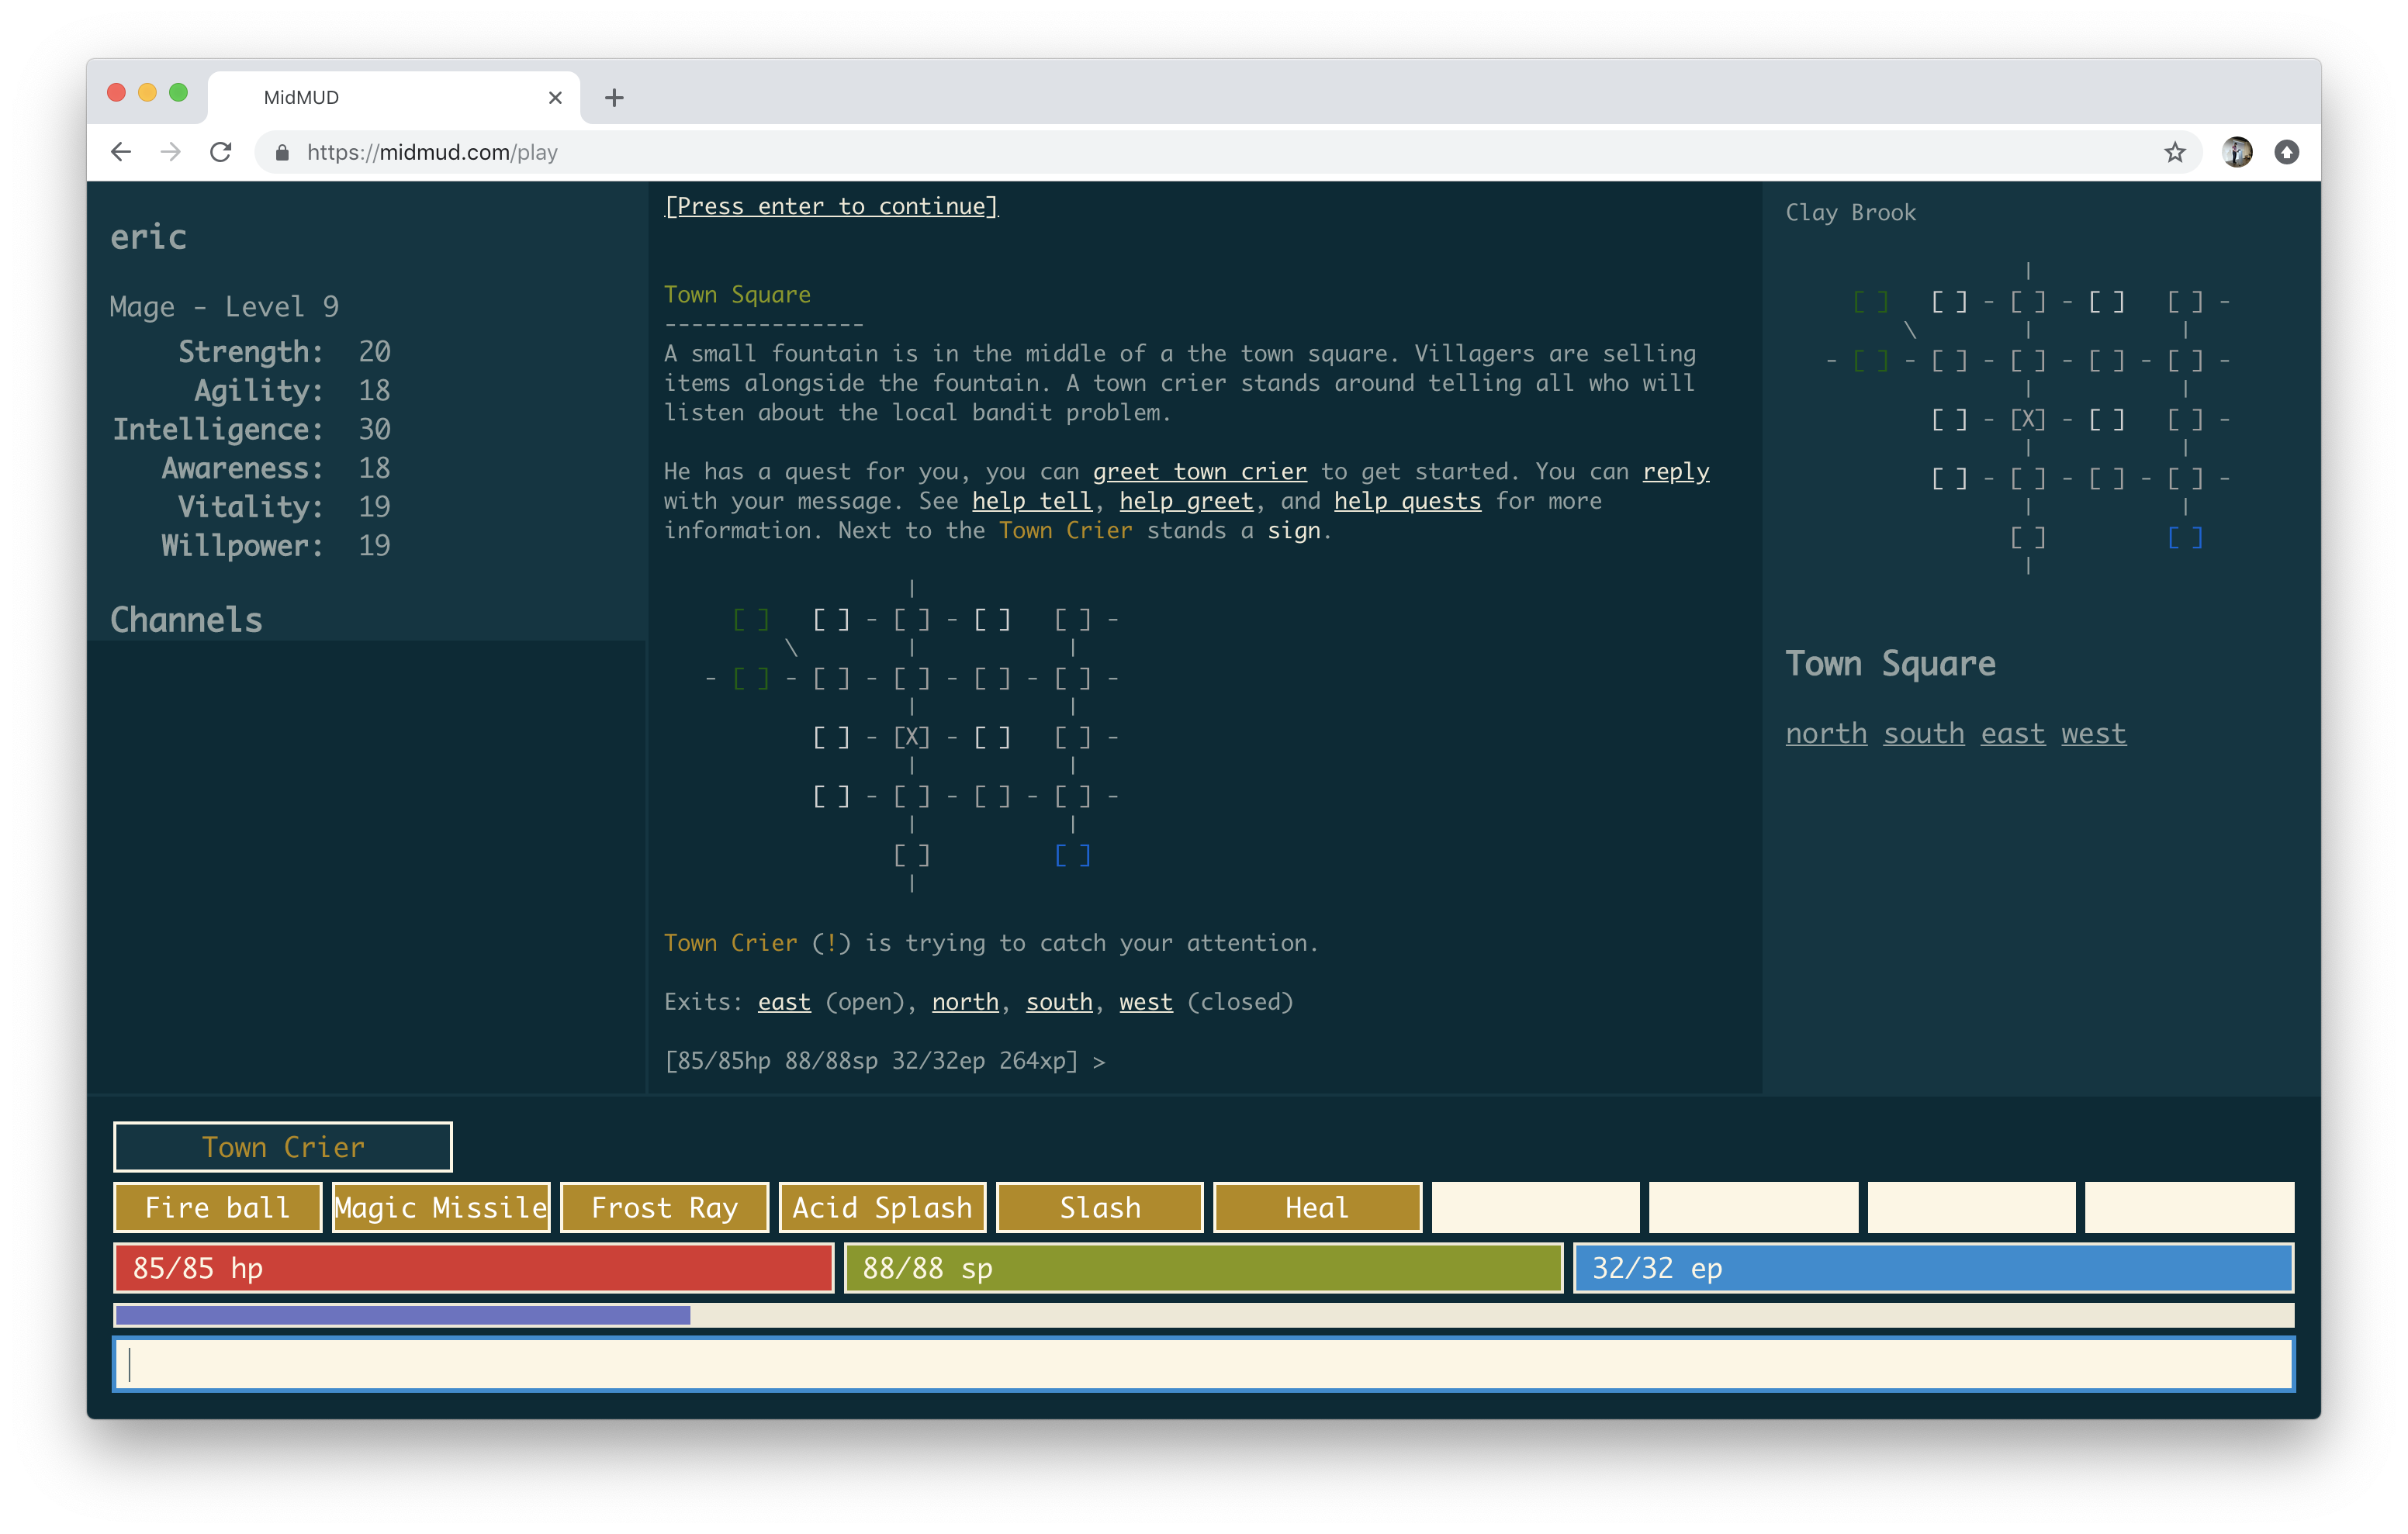 MidMUD
https://midmud.com/play
eric
Mage - Level 9
Strength: 20
Agility: 18
Intelligence: 30
Awareness: 18
Vitality: 19
Willpower: 19
Channels
[Press enter to continue]
Town Square
---------------
A small fountain is in the middle of a the town square. Villagers are selling
items alongside the fountain. A town crier stands around telling all who will
listen about the local bandit problem.
He has a quest for you, you can greet town crier to get started. You can reply
with your message. See help tell, help greet, and help quests for more
information. Next to the Town Crier stands a sign.
               |
  [ ]   [ ] - [ ] - [ ]   [ ] -
      \        |           |
- [ ] - [ ] - [ ] - [ ] - [ ] -
               |           |
        [ ] - [X] - [ ]   [ ] -
               |           |
        [ ] - [ ] - [ ] - [ ] -
               |           |
              [ ]         [ ]
               |
Town Crier (!) is trying to catch your attention.
Exits: east (open), north, south, west (closed)
[85/85hp 88/88sp 32/32ep 264xp] >
Clay Brook
               |
  [ ]   [ ] - [ ] - [ ]   [ ] -
      \        |           |
- [ ] - [ ] - [ ] - [ ] - [ ] -
               |           |
        [ ] - [X] - [ ]   [ ] -
               |           |
        [ ] - [ ] - [ ] - [ ] -
               |           |
              [ ]         [ ]
               |
Town Square
north south east west
Town Crier
Fire ball Magic Missile Frost Ray Acid Splash Slash Heal
85/85 hp 88/88 sp 32/32 ep